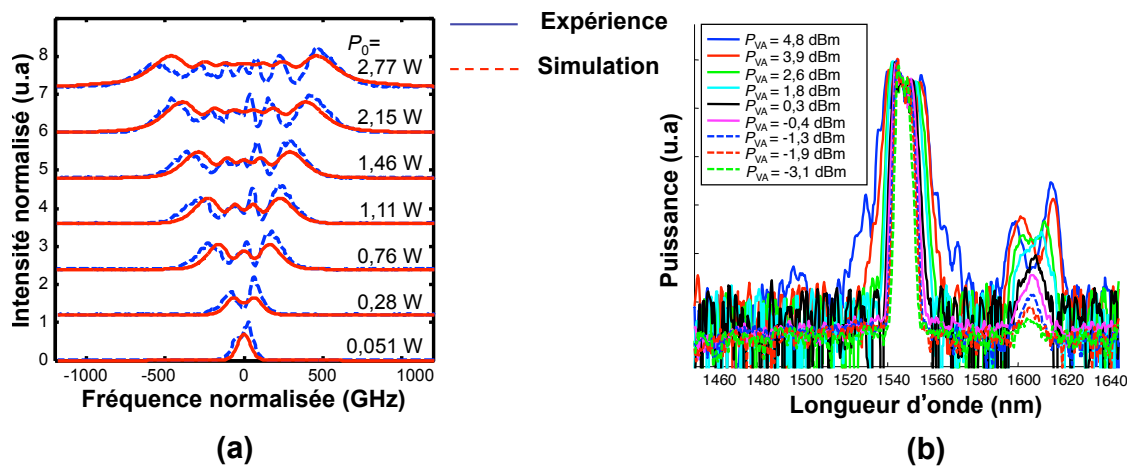 Intensité normalisé (u.a)
8
7
6
5
4
3
2
1
0
P0=
2,77 W
2,15 W
1,46 W
1,11 W
0,76 W
0,28 W
0,051 W
-1000 -500 0 500 1000
Fréquence normalisée (GHz)
(a)
Expérience
Simulation
Puissance (u.a)
PVA = 4,8 dBm
PVA = 3,9 dBm
PVA = 2,6 dBm
PVA = 1,8 dBm
PVA = 0,3 dBm
PVA = -0,4 dBm
PVA = -1,3 dBm
PVA = -1,9 dBm
PVA = -3,1 dBm
1460 1480 1500 1520 1540 1560 1580 1600 1620 1640
Longueur d'onde (nm)
(b)